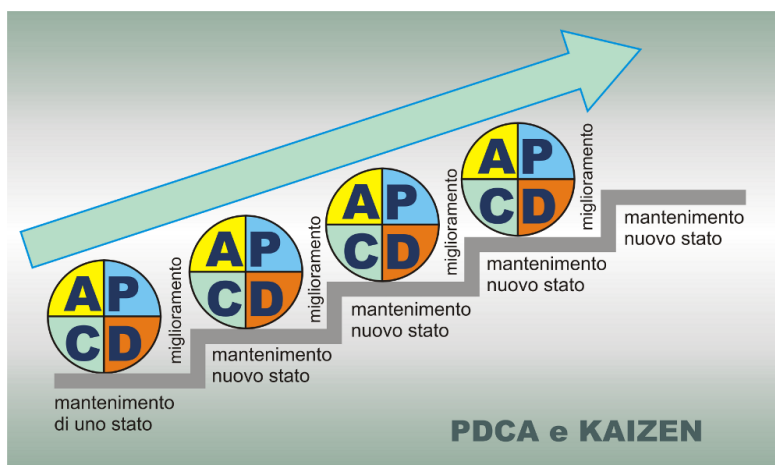 A P
C D
miglioramento
A P
C D
miglioramento
A P
C D
miglioramento
A P
C D
miglioramento
mantenimento
di uno stato
mantenimento
nuovo stato
mantenimento
nuovo stato
mantenimento
nuovo stato
mantenimento
nuovo stato
PDCA e KAIZEN